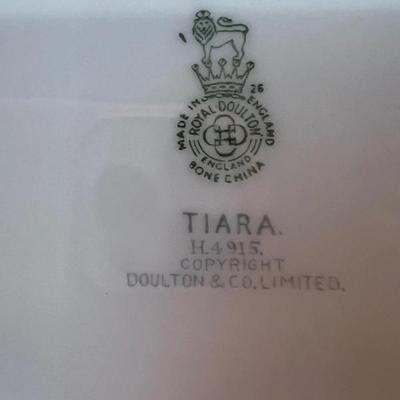 26
MADE IN ENGLAND
ROYAL DOULTON
ENGLAND
BONE CHINA
TIARA.
H.4915.
COPYRIGHT
DOULTON & CO. LIMITED.